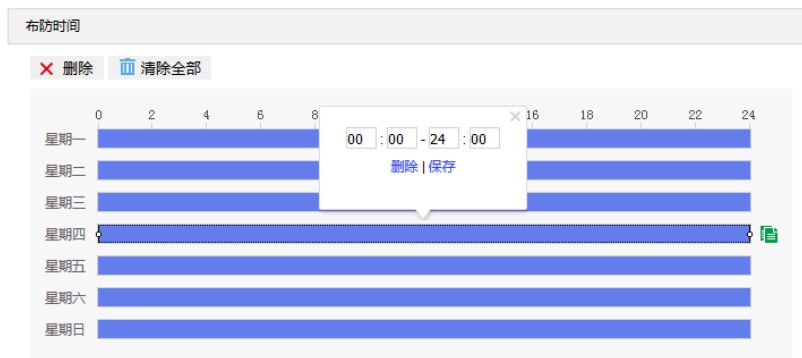 布防时间
删除 清除全部
0 2 4 6 8 16 18 20 22 24
00 : 00 - 24 : 00
删除 | 保存
星期一
星期二
星期三
星期四
星期五
星期六
星期日